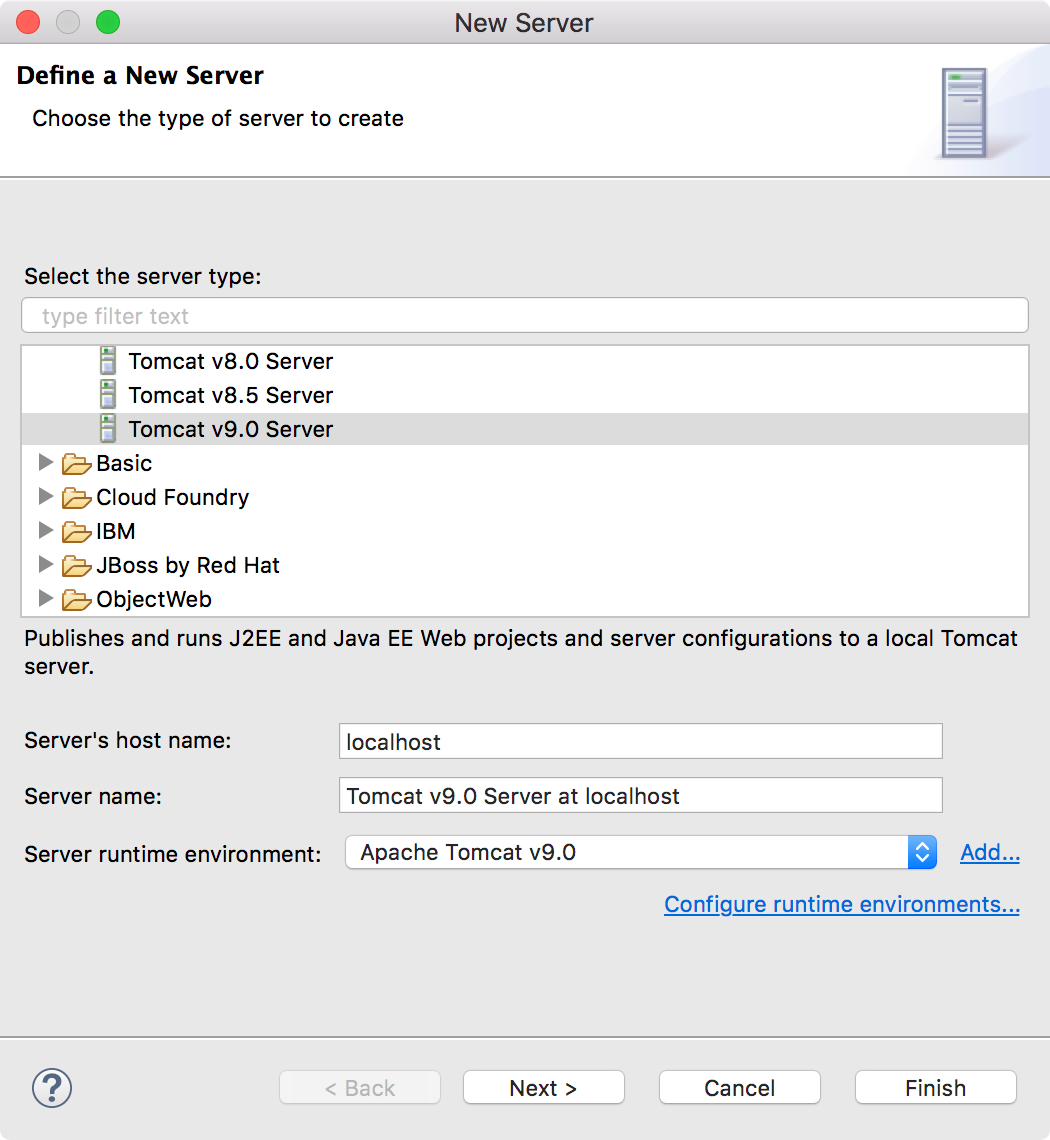 New Server
Define a New Server
Choose the type of server to create
Select the server type:
type filter text
Tomcat v8.0 Server
Tomcat v8.5 Server
Tomcat v9.0 Server
Basic
Cloud Foundry
IBM
JBoss by Red Hat
ObjectWeb
Publishes and runs J2EE and Java EE Web projects and server configurations to a local Tomcat
server.
Server's host name: localhost
Server name: Tomcat v9.0 Server at localhost
Server runtime environment: Apache Tomcat v9.0 Add...
Configure runtime environments...
? < Back Next > Cancel Finish